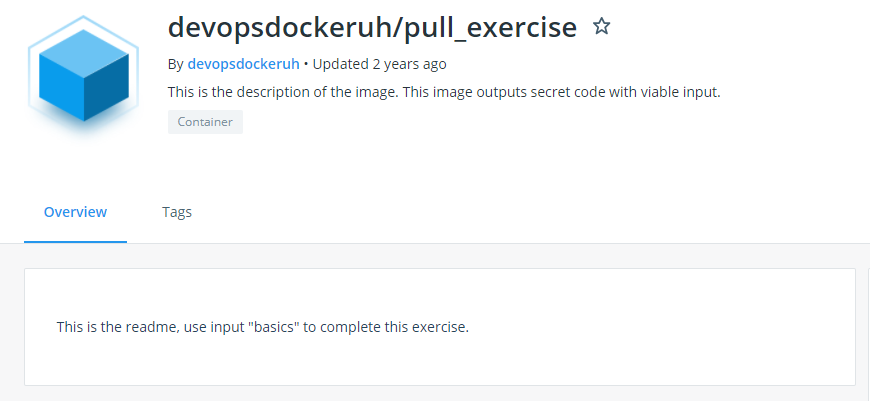 devopsdockeruh/pull_exercise
By devopsdockeruh • Updated 2 years ago
This is the description of the image. This image outputs secret code with viable input.
Container
Overview
Tags
This is the readme, use input "basics" to complete this exercise.